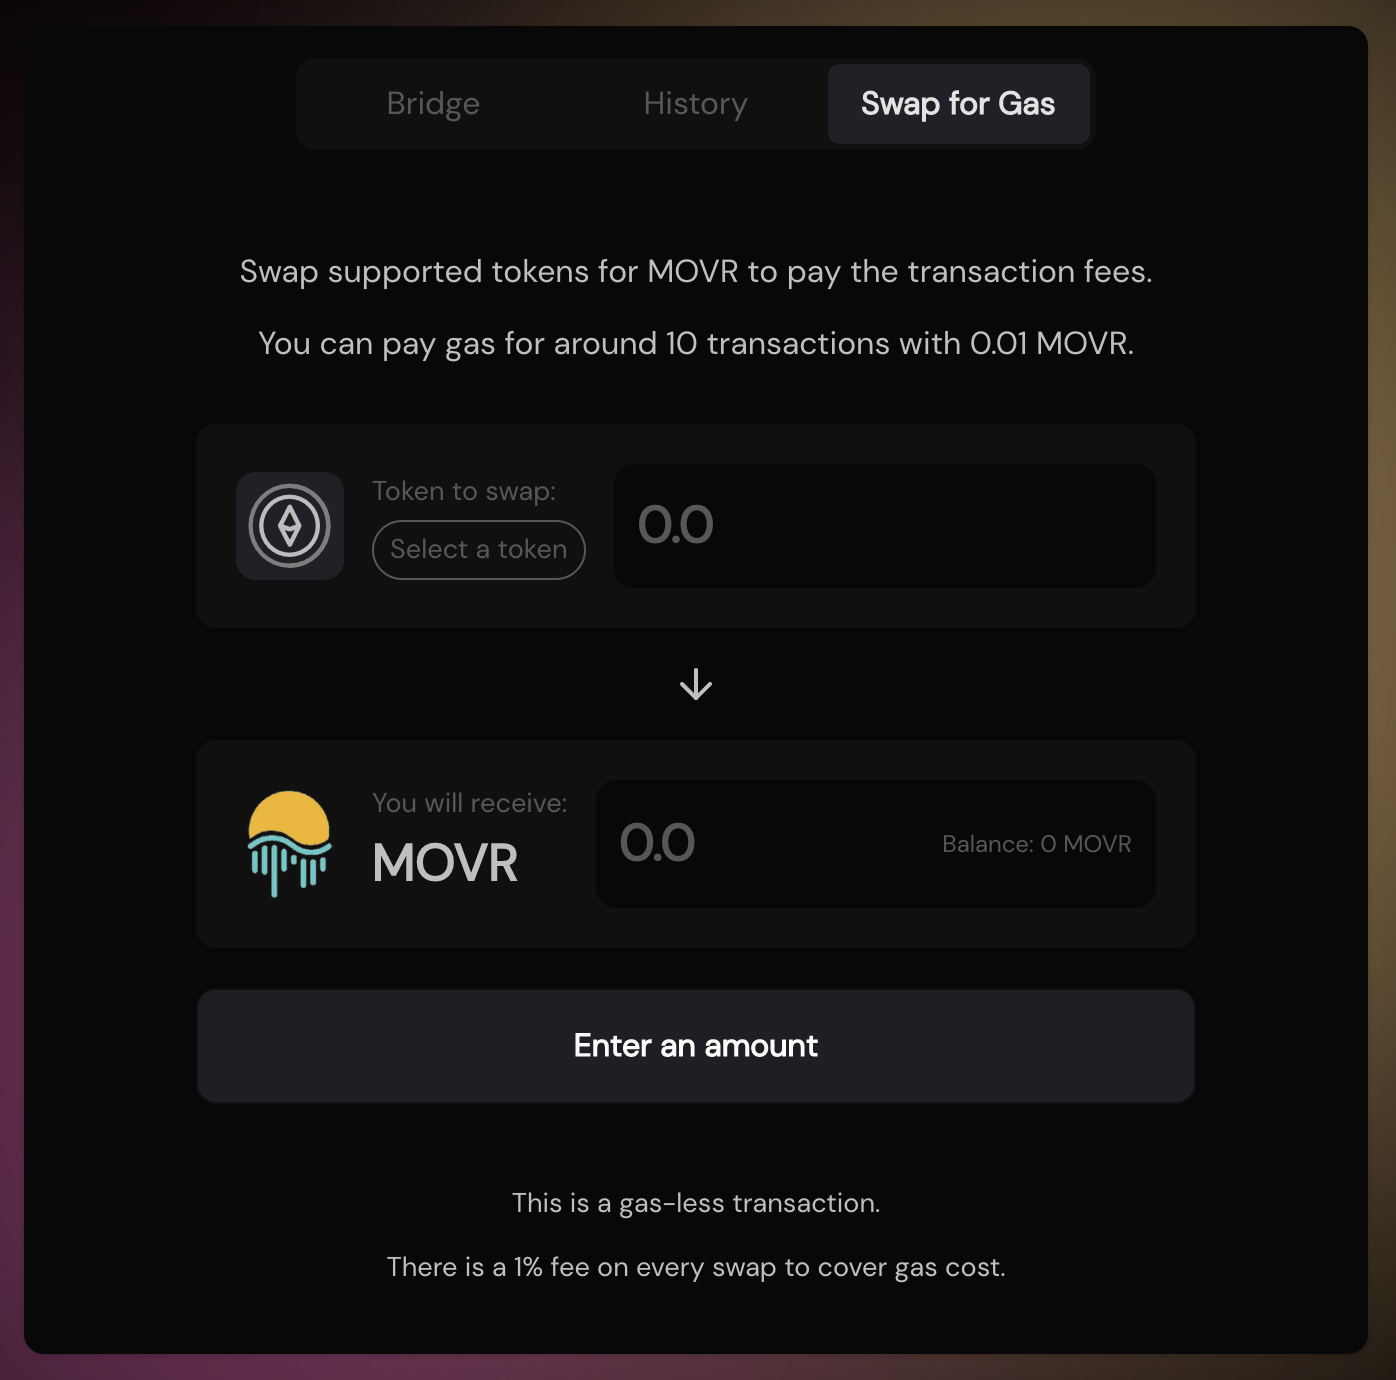 Bridge
History
Swap for Gas
Swap supported tokens for MOVR to pay the transaction fees.
You can pay gas for around 10 transactions with 0.01 MOVR.
Token to swap:
Select a token
0.0
You will receive:
MOVR
0.0
Balance: 0 MOVR
Enter an amount
This is a gas-less transaction.
There is a 1% fee on every swap to cover gas cost.